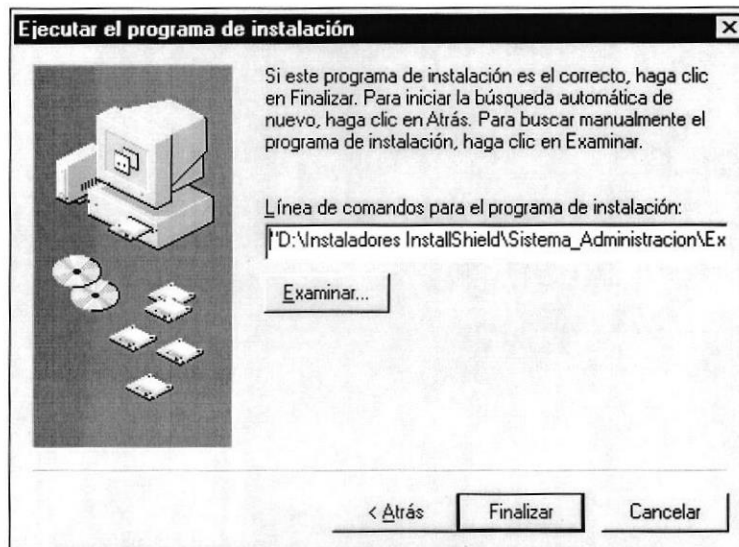 Ejecutar el programa de instalación
Si este programa de instalación es el correcto, haga clic
en Finalizar. Para iniciar la búsqueda automática de
nuevo, haga clic en Atrás. Para buscar manualmente el
programa de instalación, haga clic en Examinar.
Línea de comandos para el programa de instalación:
"D:\Instaladores InstallShield\Sistema_Administracion\Ex
Examinar...
< Atrás
Finalizar
Cancelar